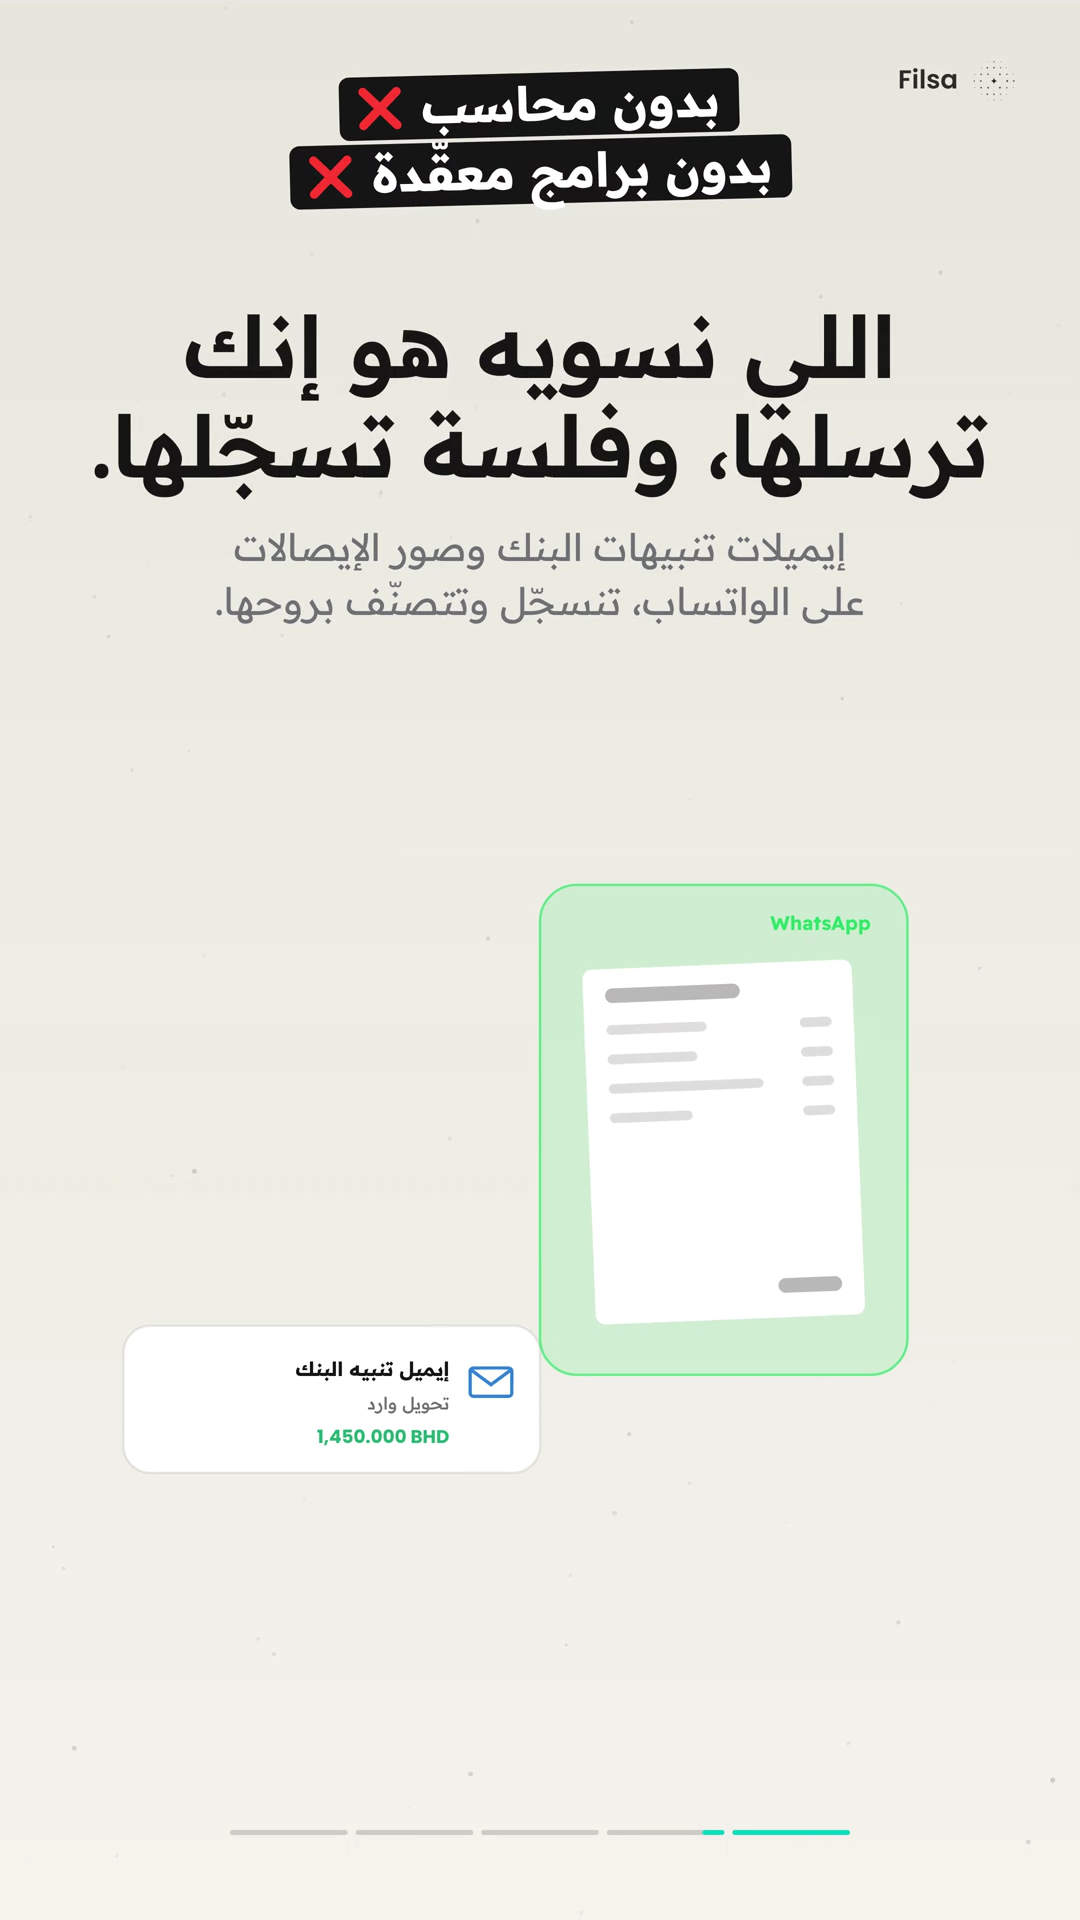 Filsa
بدون محاسب ❌
بدون برامج معقّدة ❌
اللي نسويه هو إنك
ترسلها، وفلسة تسجّلها.
إيميلات تنبيهات البنك وصور الإيصالات
على الواتساب، تنسجّل وتتصنّف بروحها.
WhatsApp
إيميل تنبيه البنك
تحويل وارد
1,450.000 BHD